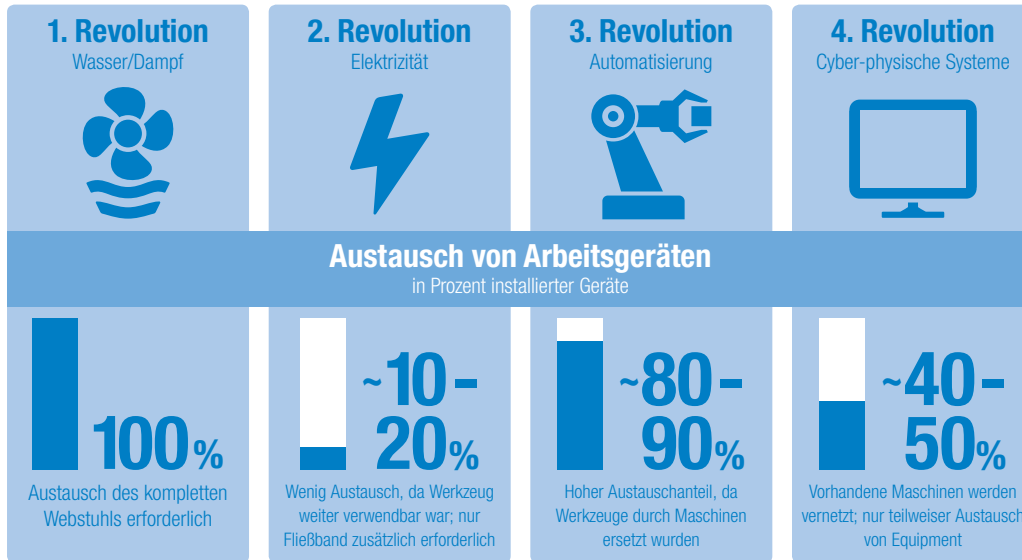 1. Revolution
Wasser/Dampf
2. Revolution
Elektrizität
3. Revolution
Automatisierung
4. Revolution
Cyber-physische Systeme
Austausch von Arbeitsgeräten
in Prozent installierter Geräte
100%
Austausch des kompletten
Webstuhls erforderlich
~10–
20%
Wenig Austausch, da Werkzeug
weiter verwendbar war; nur
Fließband zusätzlich erforderlich
~80–
90%
Hoher Austauschanteil, da
Werkzeuge durch Maschinen
ersetzt wurden
~40–
50%
Vorhandene Maschinen werden
vernetzt; nur teilweiser Austausch
von Equipment